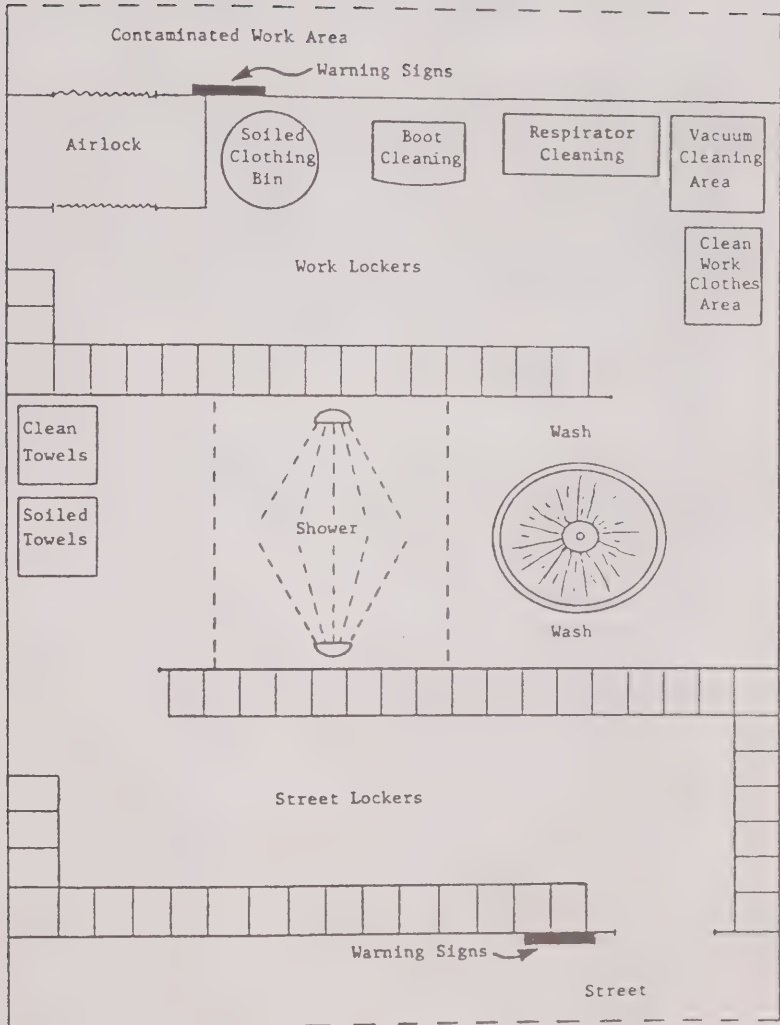 Contaminated Work Area
Warning Signs
Airlock
Soiled
Clothing
Bin
Boot
Cleaning
Respirator
Cleaning
Vacuum
Cleaning
Area
Work Lockers
Clean
Work
Clothes
Area
Clean
Towels
Soiled
Towels
Shower
Wash
Wash
Street Lockers
Warning Signs
Street